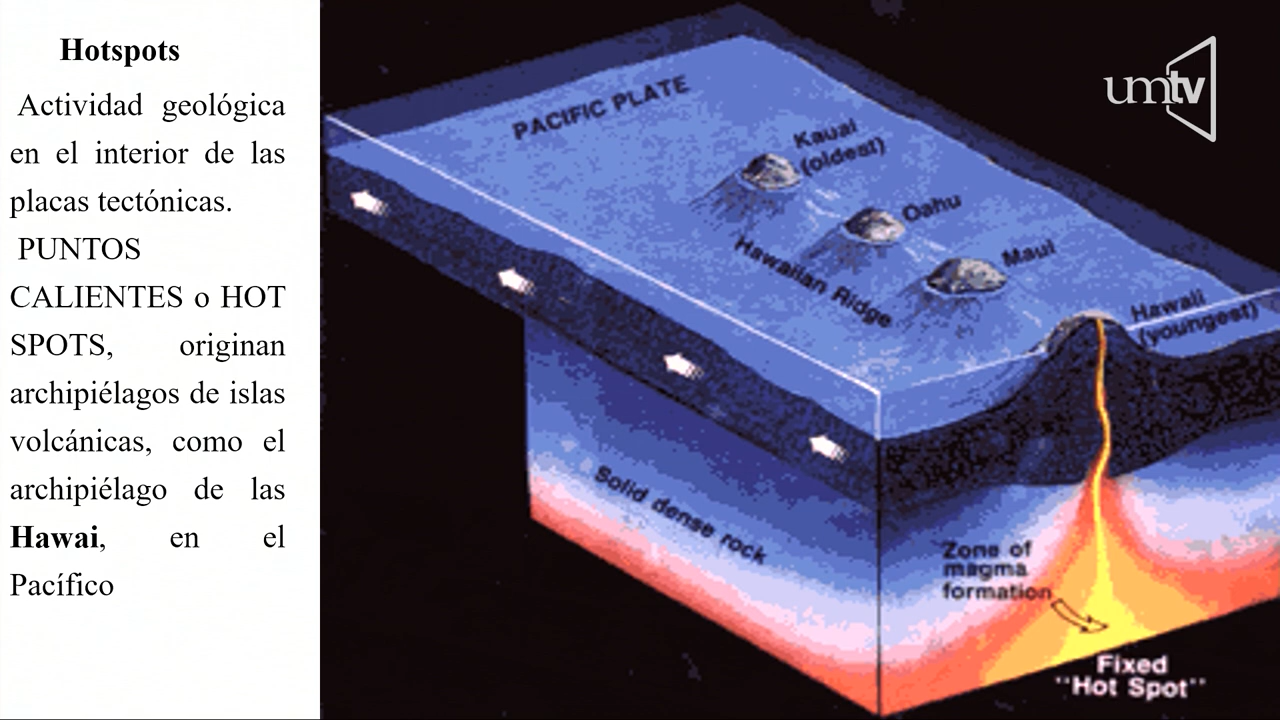 Hotspots
Actividad geológica
en el interior de las
placas tectónicas.
PUNTOS
CALIENTES o HOT
SPOTS, originan
archipiélagos de islas
volcánicas, como el
archipiélago de las
Hawai, en el
Pacífico
umtv
PACIFIC PLATE
Kauai
(oldest)
Oahu
Maui
Hawaiian Ridge
Hawaii
(youngest)
Solid dense rock
Zone of
magma
formation
Fixed
"Hot Spot"